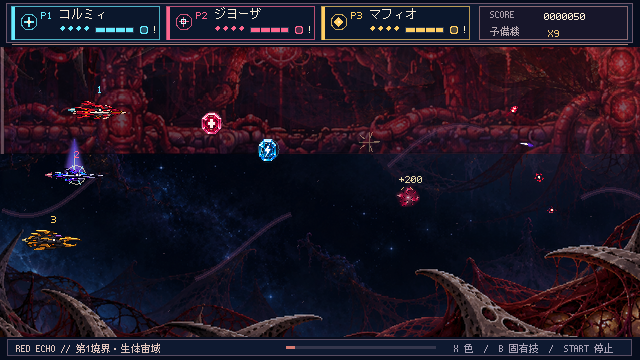 P1 コルミィ
P2 ジョーザ
P3 マフィオ
SCORE 0000050
予備機 X9
1
2
3
+200
RED ECHO // 第1境界・生体宙域
X 色 / B 固有技 / START 停止